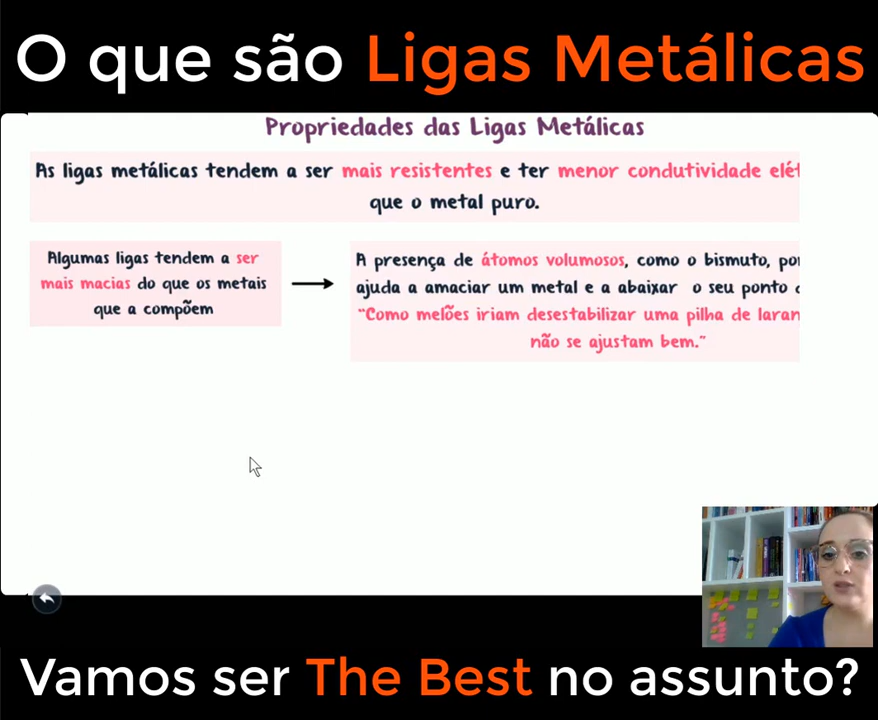 O que são Ligas Metálicas
Propriedades das Ligas Metálicas
As ligas metálicas tendem a ser mais resistentes e ter menor condutividade
que o metal puro.
Algumas ligas tendem a ser
mais macias do que os metais
que a compõem
A presença de átomos volumosos, como o bismuto,
ajuda a amaciar um metal e a abaixar o seu ponto
"Como melões iriam desestabilizar uma pilha de
não se ajustam bem."
Vamos ser The Best no assunto?